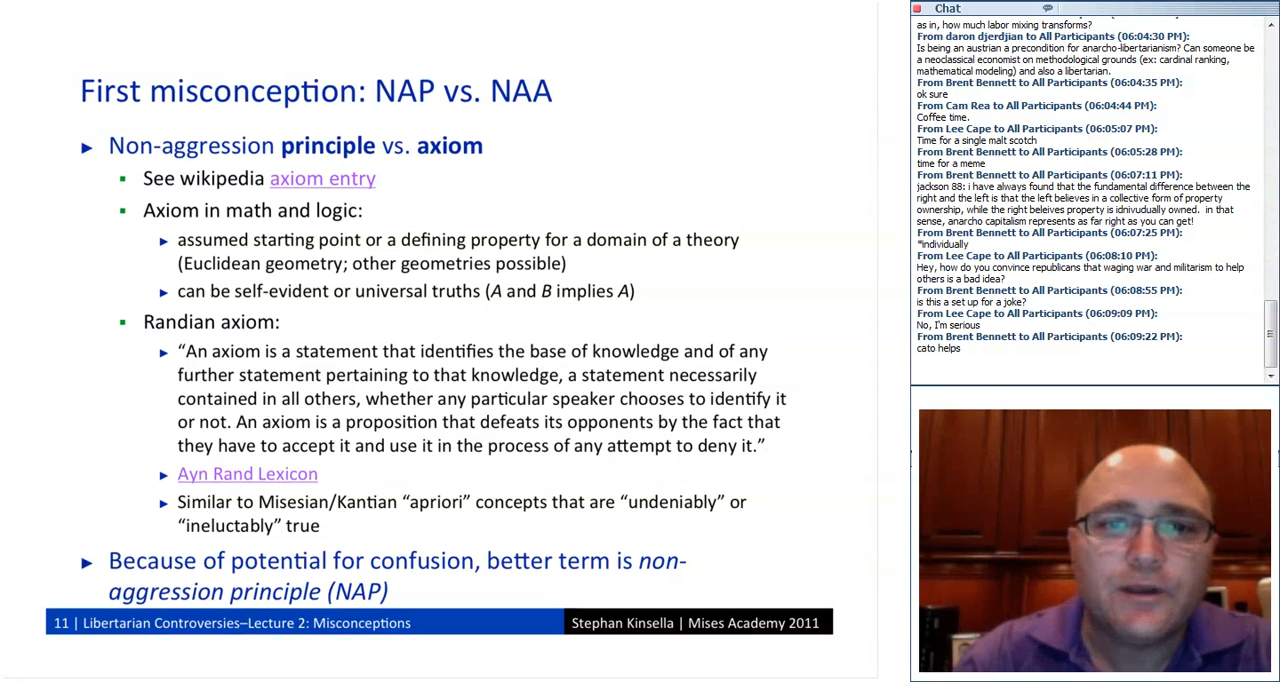 First misconception: NAP vs. NAA
► Non-aggression principle vs. axiom
▪ See wikipedia axiom entry
▪ Axiom in math and logic:
► assumed starting point or a defining property for a domain of a theory
(Euclidean geometry; other geometries possible)
► can be self-evident or universal truths (A and B implies A)
▪ Randian axiom:
► “An axiom is a statement that identifies the base of knowledge and of any
further statement pertaining to that knowledge, a statement necessarily
contained in all others, whether any particular speaker chooses to identify it
or not. An axiom is a proposition that defeats its opponents by the fact that
they have to accept it and use it in the process of any attempt to deny it.”
► Ayn Rand Lexicon
► Similar to Misesian/Kantian “apriori” concepts that are “undeniably” or
“ineluctably” true
► Because of potential for confusion, better term is non-
aggression principle (NAP)
11 | Libertarian Controversies–Lecture 2: Misconceptions
Stephan Kinsella | Mises Academy 2011
Chat
as in, how much labor mixing transforms?
From daron djerdjian to All Participants (06:04:30 PM):
Is being an austrian a precondition for anarcho-libertarianism? Can someone be
a neoclassical economist on methodological grounds (ex: cardinal ranking,
mathematical modeling) and also a libertarian.
From Brent Bennett to All Participants (06:04:35 PM):
ok sure
From Cam Rea to All Participants (06:04:44 PM):
Coffee time.
From Lee Cape to All Participants (06:05:07 PM):
Time for a single malt scotch
From Brent Bennett to All Participants (06:05:28 PM):
time for a meme
From Brent Bennett to All Participants (06:07:11 PM):
jackson 88: i have always found that the fundamental difference between the
right and the left is that the left believes in a collective form of property
ownership, while the right beleives property is idnivudually owned.  in that
sense, anarcho capitalism represents as far right as you can get!
From Brent Bennett to All Participants (06:07:25 PM):
*individually
From Lee Cape to All Participants (06:08:10 PM):
Hey, how do you convince republicans that waging war and militarism to help
others is a bad idea?
From Brent Bennett to All Participants (06:08:55 PM):
is this a set up for a joke?
From Lee Cape to All Participants (06:09:09 PM):
No, I'm serious
From Brent Bennett to All Participants (06:09:22 PM):
cato helps